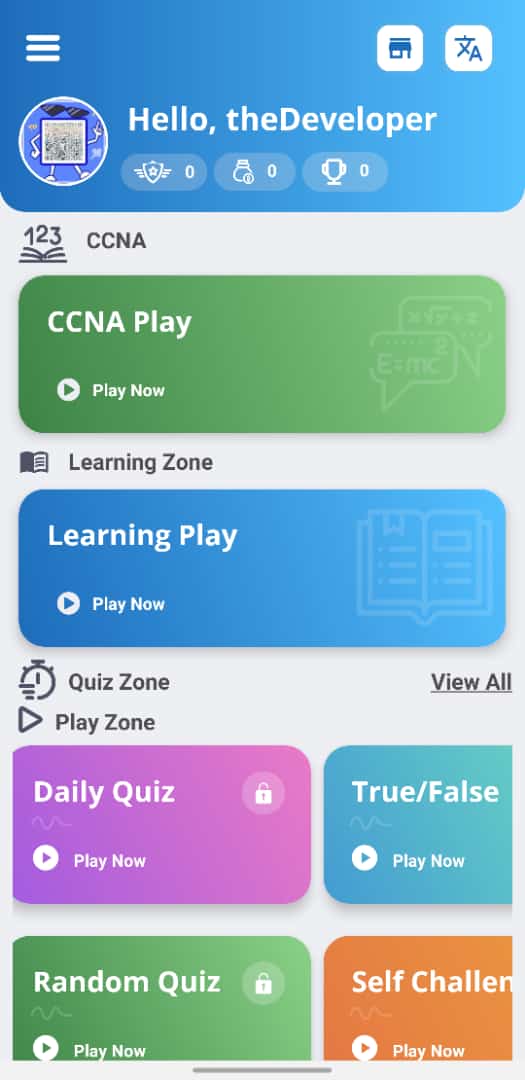 Hello, theDeveloper
0 0 0
123 CCNA
CCNA Play
Play Now
E=mc²
Learning Zone
Learning Play
Play Now
Quiz Zone View All
Play Zone
Daily Quiz True/False
Play Now Play Now
Random Quiz Self Challen
Play Now Play Now